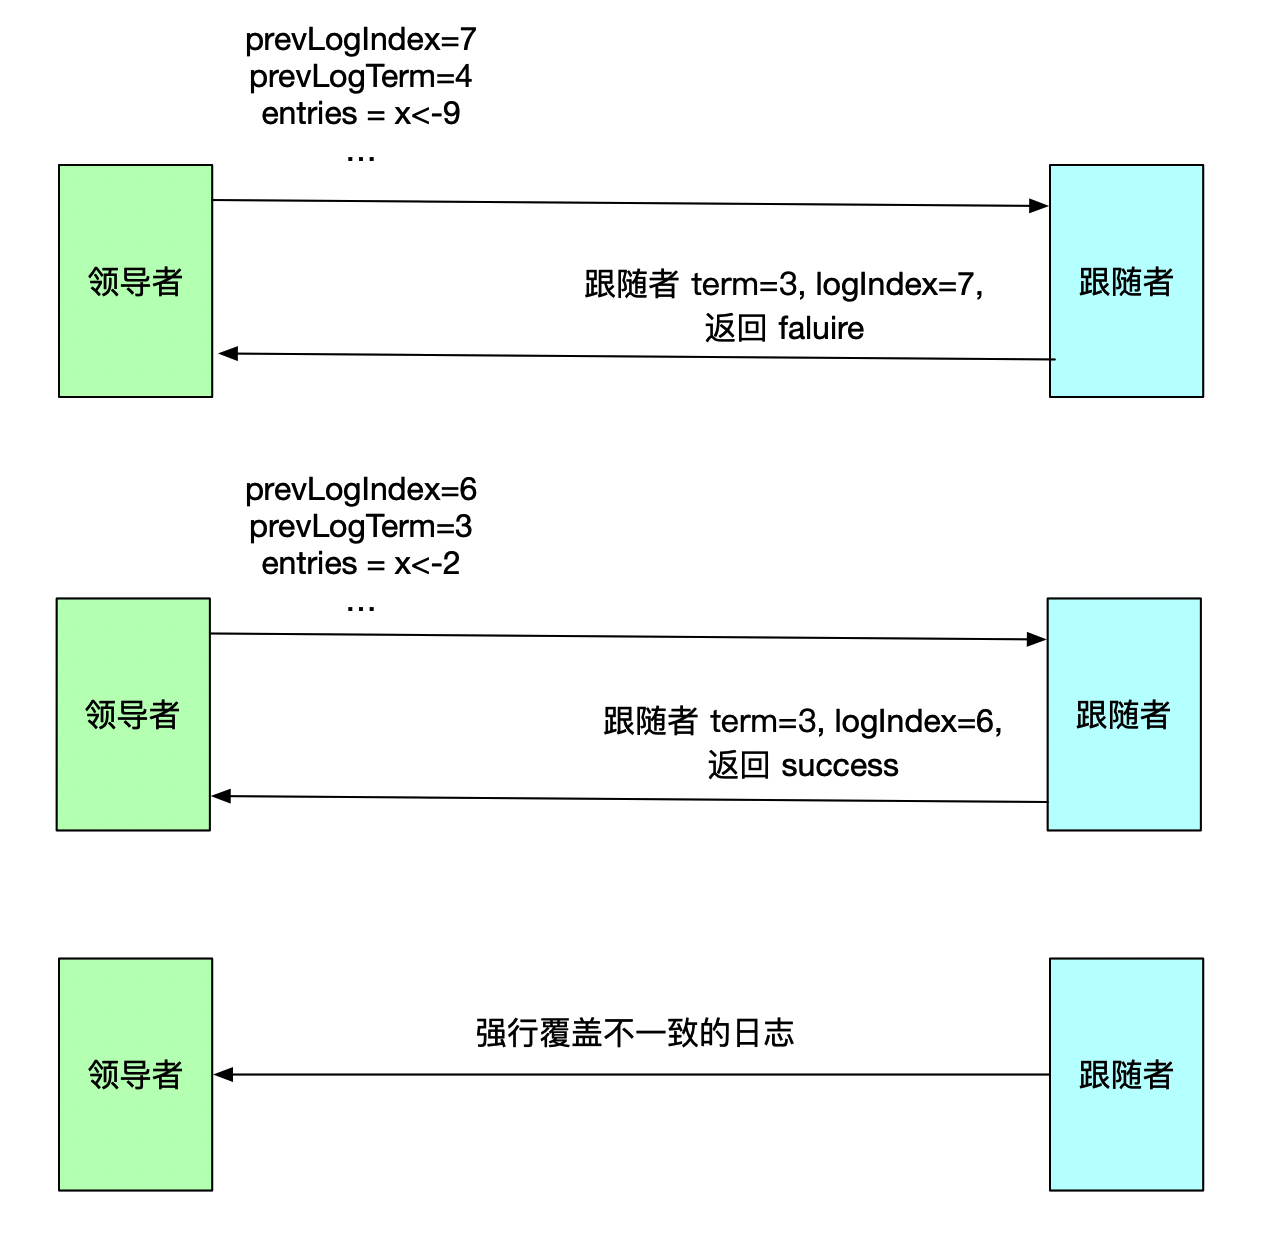 prevLogIndex=7
prevLogTerm=4
entries = x<-9
...
领导者
跟随者 term=3, logIndex=7,
返回 faluire
跟随者
prevLogIndex=6
prevLogTerm=3
entries = x<-2
...
领导者
跟随者 term=3, logIndex=6,
返回 success
跟随者
领导者
强行覆盖不一致的日志
跟随者